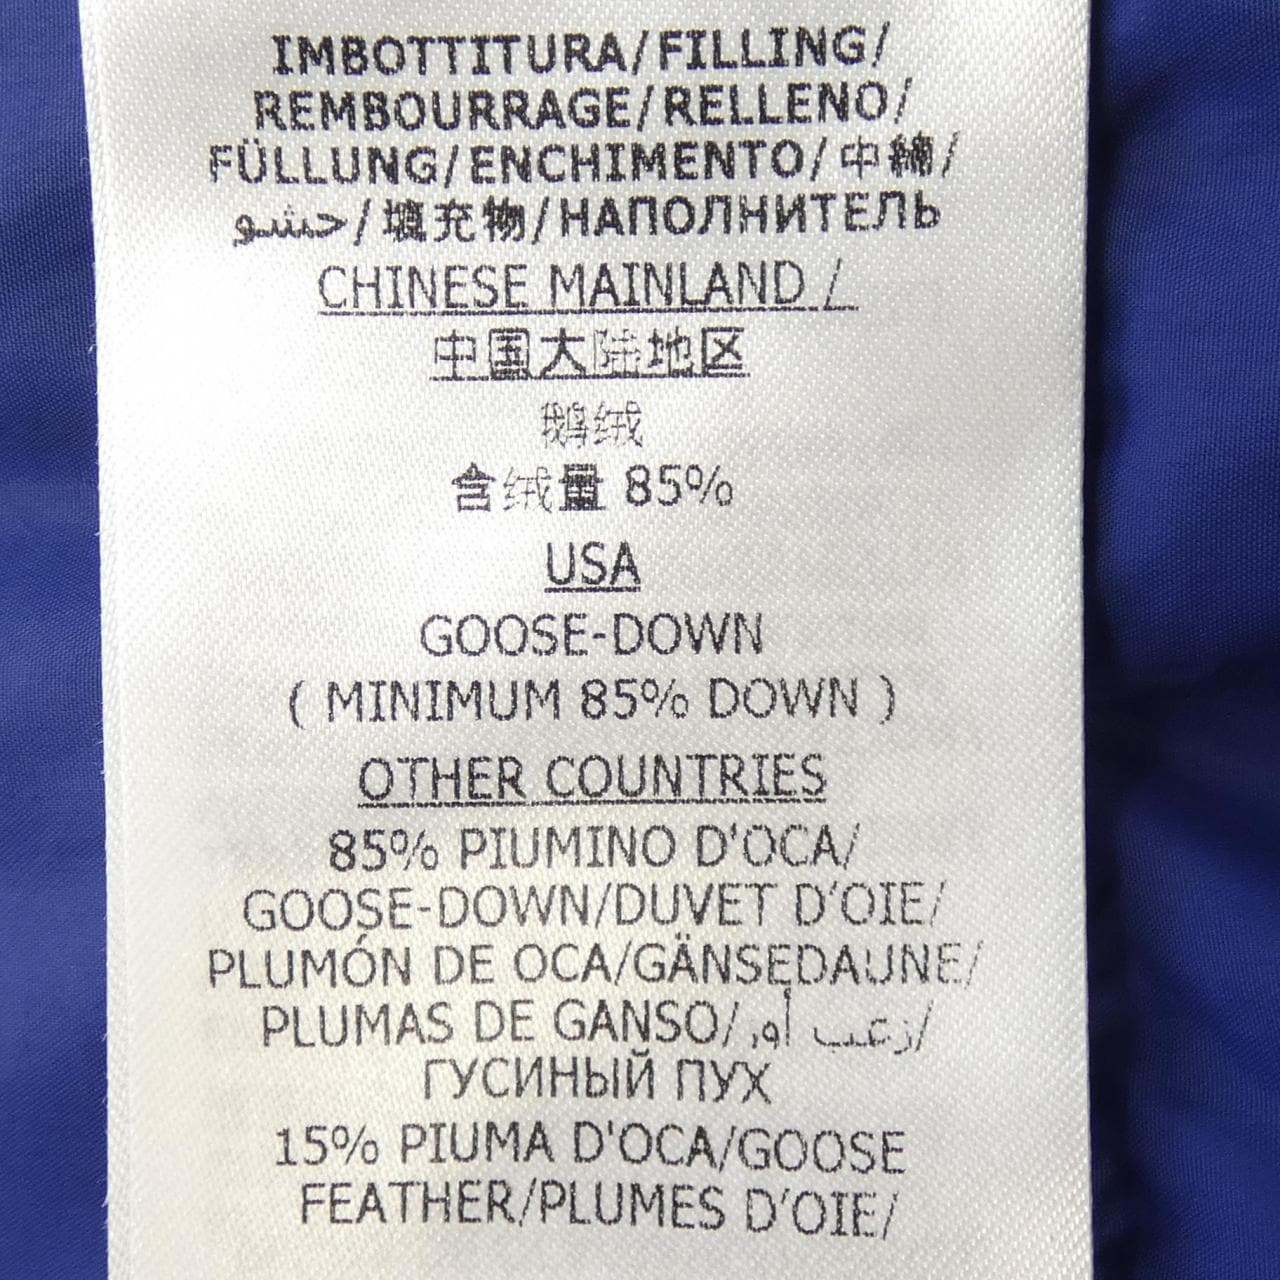 IMBOTTITURA/FILLING/
REMBOURRAGE/RELLENO/
FÜLLUNG/ENCHIMENTO/中綿/
حشو/填充物/НАПОЛНИТЕЛЬ
CHINESE MAINLAND /
中国大陆地区
鹅绒
含绒量 85%
USA
GOOSE-DOWN
( MINIMUM 85% DOWN )
OTHER COUNTRIES
85% PIUMINO D'OCA/
GOOSE-DOWN/DUVET D'OIE/
PLUMÓN DE OCA/GÄNSEDAUNE/
PLUMAS DE GANSO/زغب أوز/
ГУСИНЫЙ ПУХ
15% PIUMA D'OCA/GOOSE
FEATHER/PLUMES D'OIE/